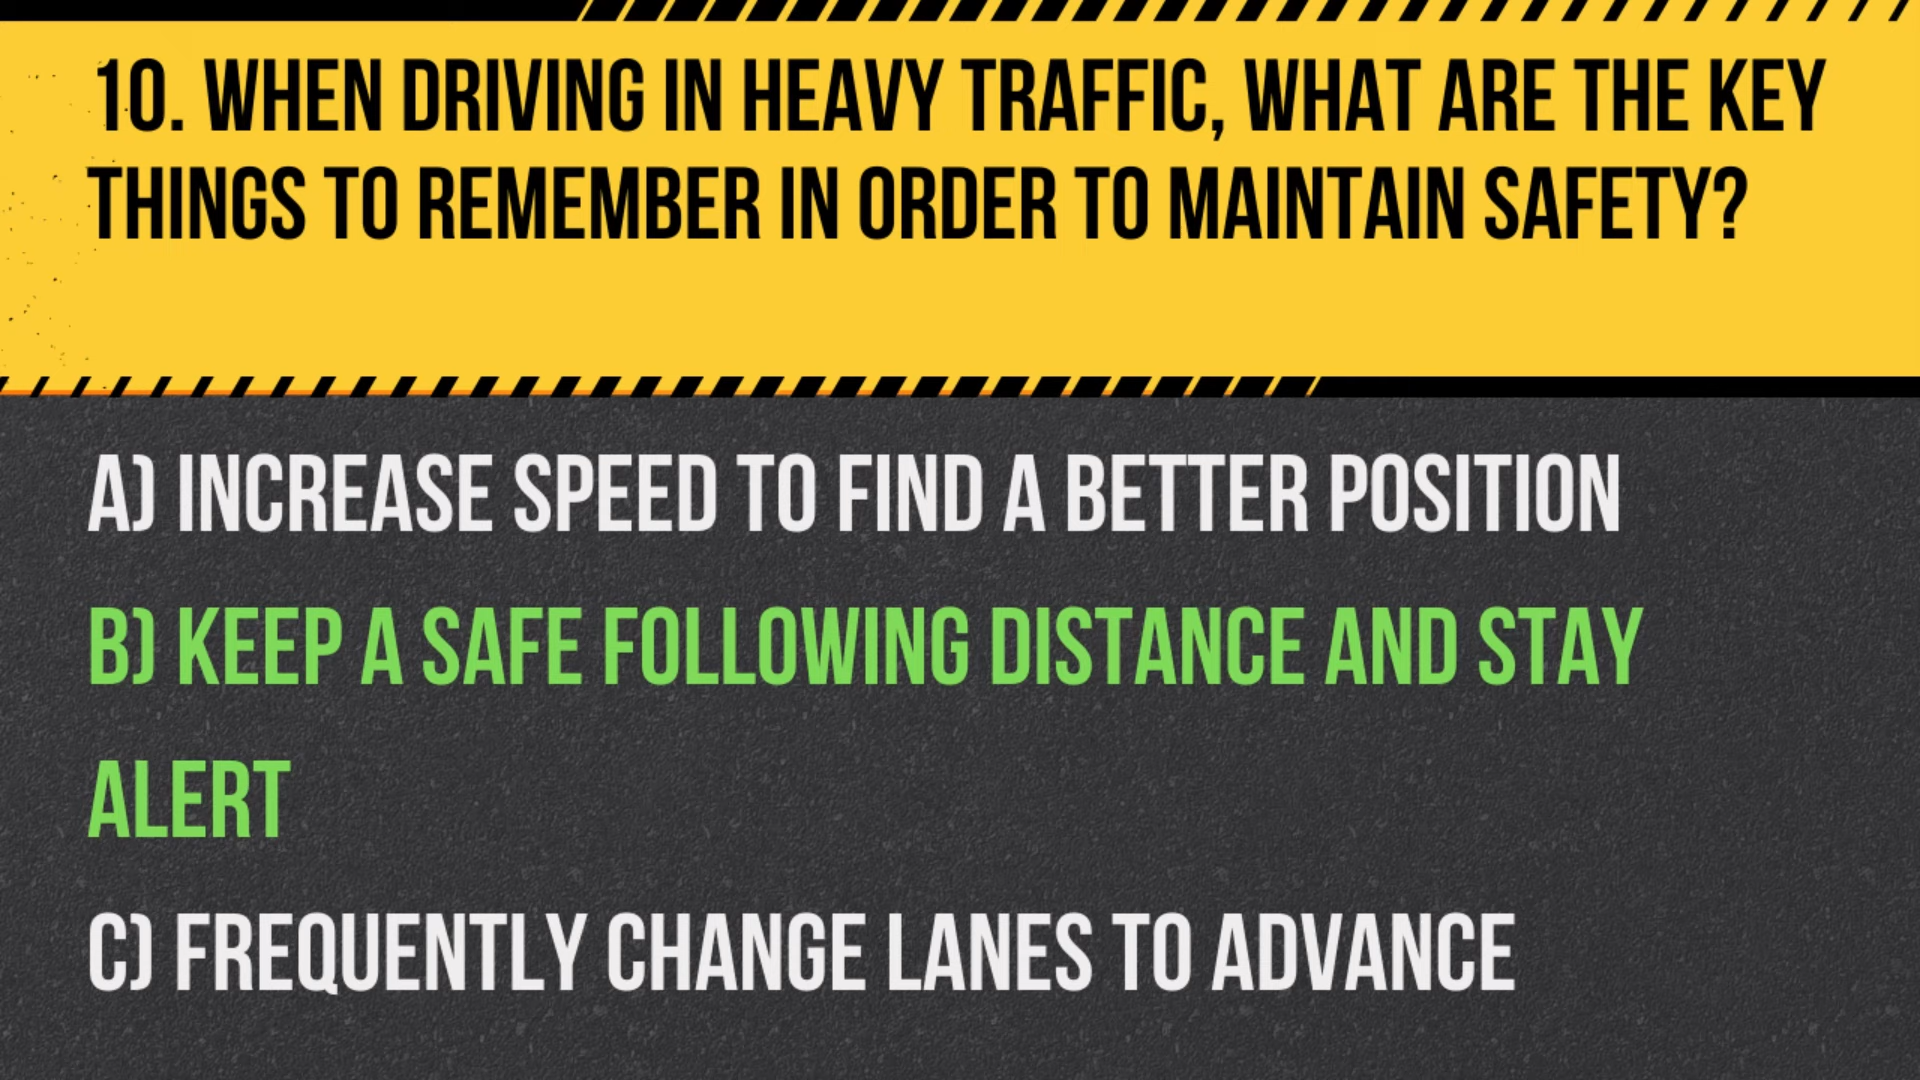 10. WHEN DRIVING IN HEAVY TRAFFIC, WHAT ARE THE KEY
THINGS TO REMEMBER IN ORDER TO MAINTAIN SAFETY?
A) INCREASE SPEED TO FIND A BETTER POSITION
B) KEEP A SAFE FOLLOWING DISTANCE AND STAY
ALERT
C) FREQUENTLY CHANGE LANES TO ADVANCE